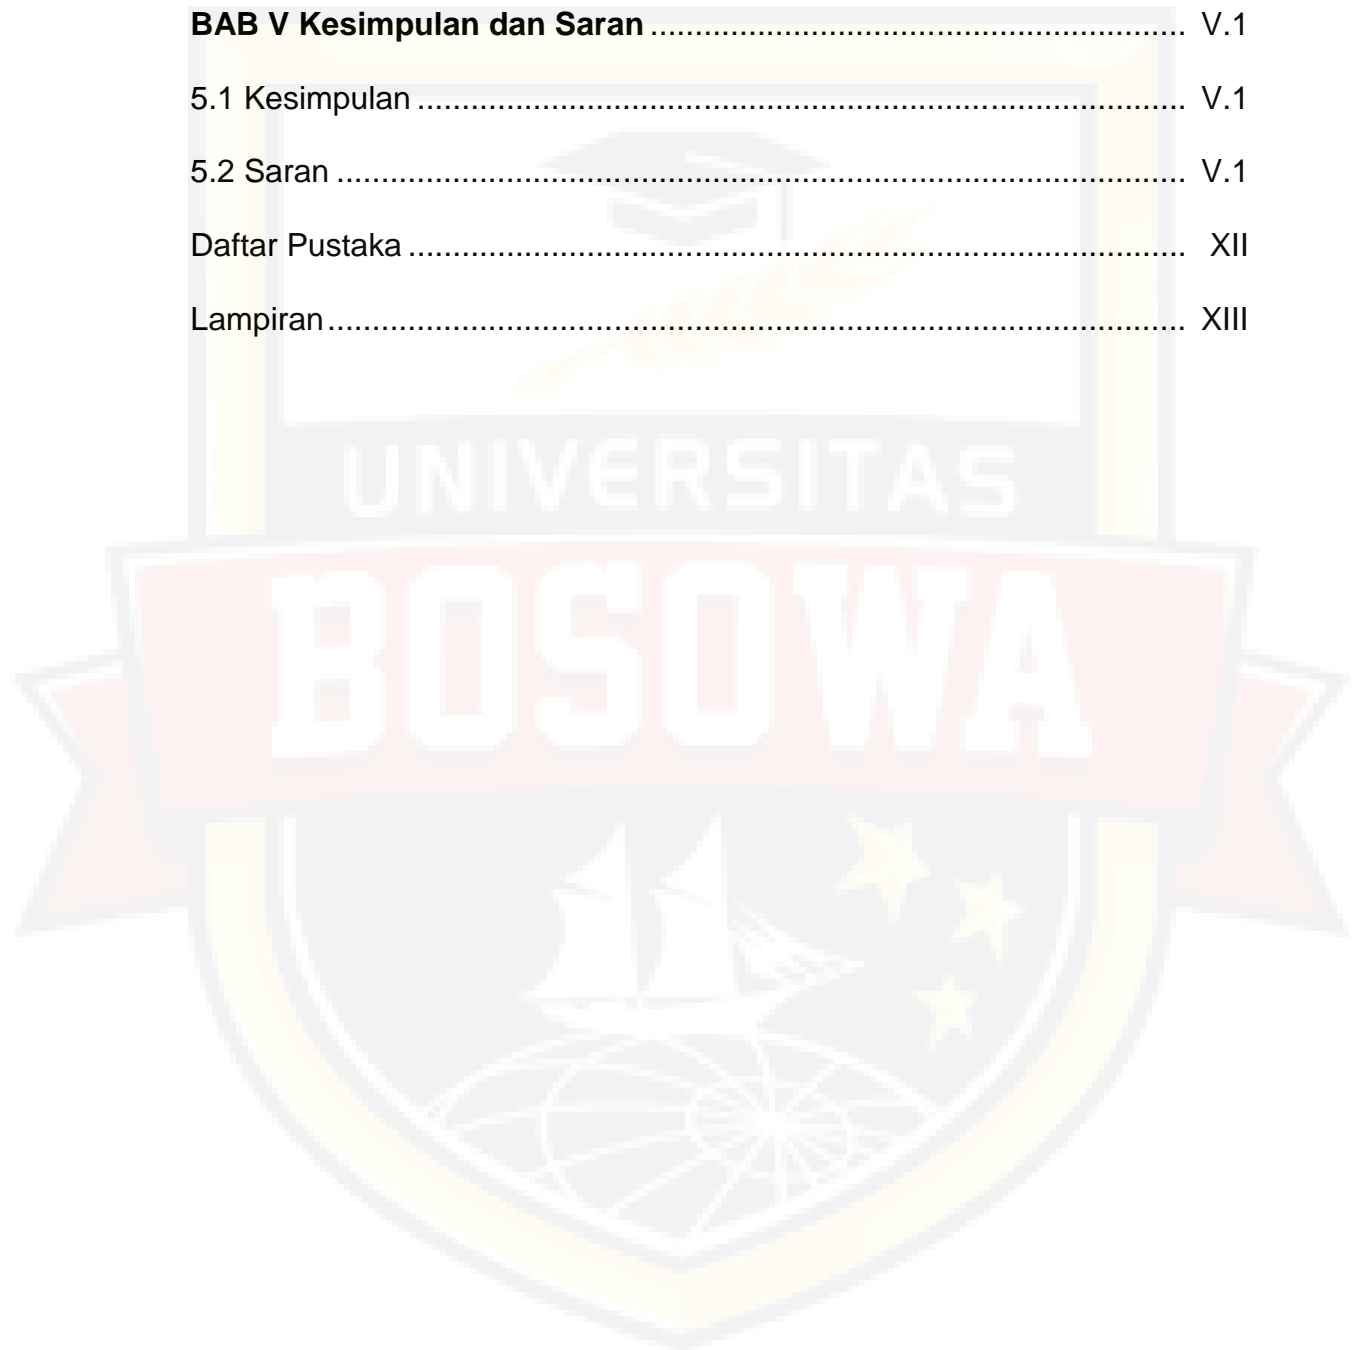 BAB V Kesimpulan dan Saran ............................................................ V.1
5.1 Kesimpulan ....................................................................................... V.1
5.2 Saran ................................................................................................ V.1
Daftar Pustaka ........................................................................................ XII
Lampiran ................................................................................................. XIII
UNIVERSITAS
BOSOWA